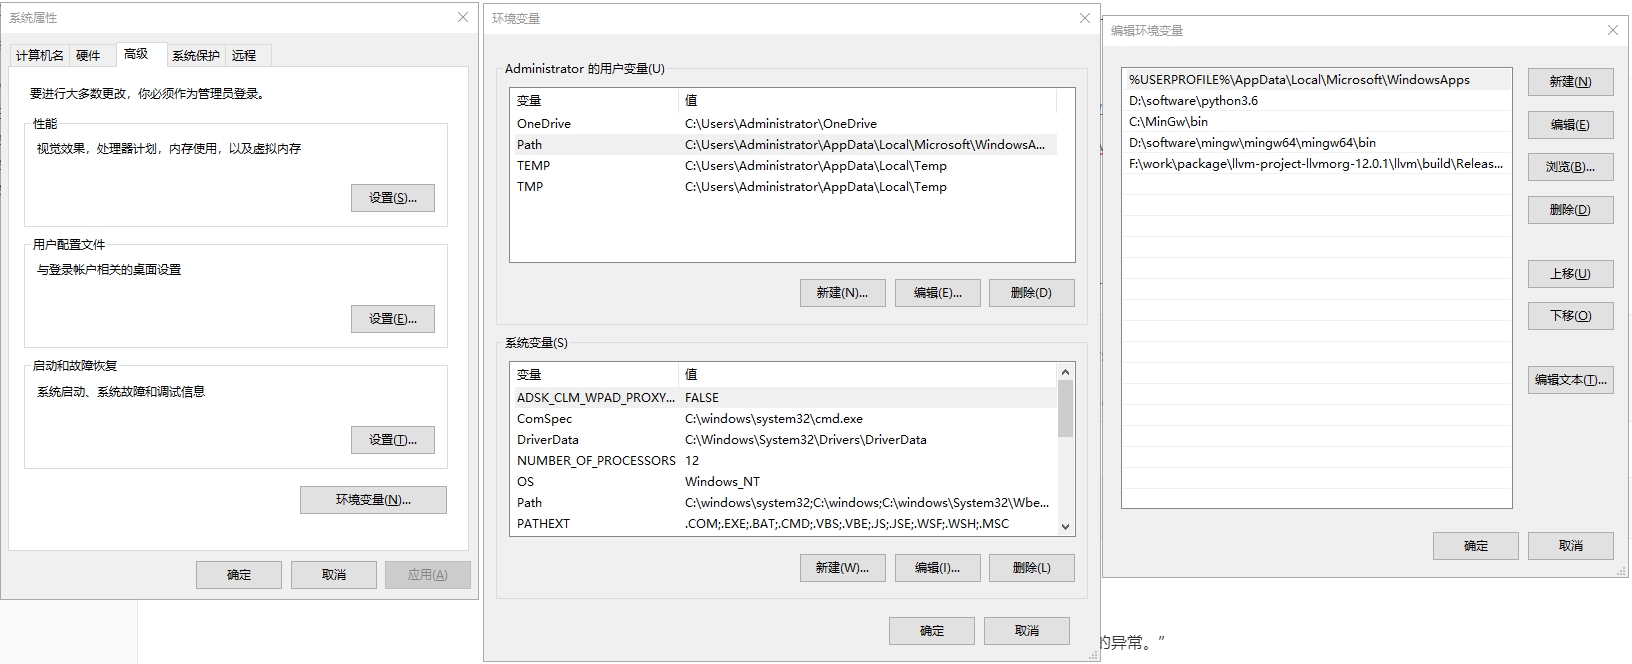 系统属性
计算机名 硬件 高级 系统保护 远程
要进行大多数更改，你必须作为管理员登录。
性能
视觉效果，处理器计划，内存使用，以及虚拟内存
设置(S)...
用户配置文件
与登录帐户相关的桌面设置
设置(E)...
启动和故障恢复
系统启动、系统故障和调试信息
设置(T)...
环境变量(N)...
确定 取消 应用(A)
环境变量
Administrator 的用户变量(U)
变量 值
OneDrive C:\Users\Administrator\OneDrive
Path C:\Users\Administrator\AppData\Local\Microsoft\WindowsA...
TEMP C:\Users\Administrator\AppData\Local\Temp
TMP C:\Users\Administrator\AppData\Local\Temp
新建(N)... 编辑(E)... 删除(D)
系统变量(S)
变量 值
ADSK_CLM_WPAD_PROXY... FALSE
ComSpec C:\windows\system32\cmd.exe
DriverData C:\Windows\System32\Drivers\DriverData
NUMBER_OF_PROCESSORS 12
OS Windows_NT
Path C:\windows\system32;C:\windows;C:\windows\System32\Wbe...
PATHEXT .COM;.EXE;.BAT;.CMD;.VBS;.VBE;.JS;.JSE;.WSF;.WSH;.MSC
新建(W)... 编辑(I)... 删除(L)
确定 取消
编辑环境变量
%USERPROFILE%\AppData\Local\Microsoft\WindowsApps
D:\software\python3.6
C:\MinGw\bin
D:\software\mingw\mingw64\mingw64\bin
F:\work\package\llvm-project-llvmorg-12.0.1\llvm\build\Releas...
新建(N)
编辑(E)
浏览(B)...
删除(D)
上移(U)
下移(O)
编辑文本(T)...
确定 取消
的异常。”